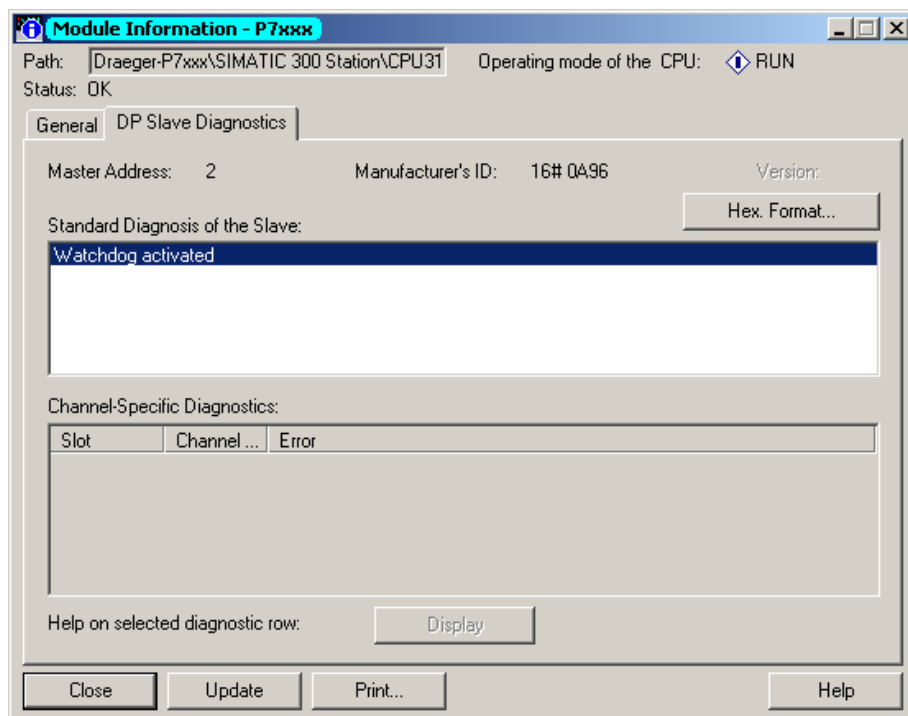 Module Information - P7xxx
Path: Draeger-P7xxx\SIMATIC 300 Station\CPU31 Operating mode of the CPU: RUN
Status: OK
General DP Slave Diagnostics
Master Address: 2 Manufacturer's ID: 16# 0A96 Version:
Hex. Format...
Standard Diagnosis of the Slave:
Watchdog activated
Channel-Specific Diagnostics:
Slot Channel ... Error
Help on selected diagnostic row: Display
Close Update Print... Help